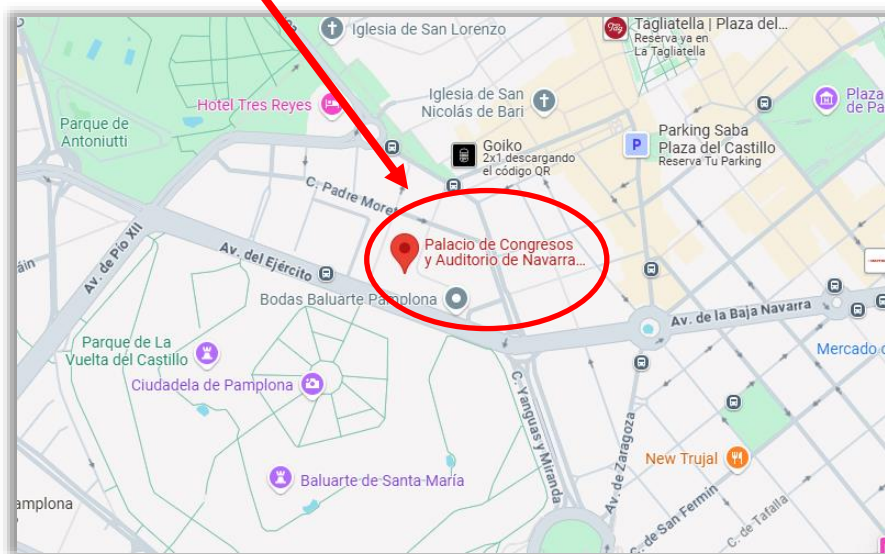 Iglesia de San Lorenzo
Tagliatella | Plaza del...
Reserva ya en
La Tagliatella
Hotel Tres Reyes
Iglesia de San
Nicolás de Bari
Plaza
de Pa
Parque de
Antoniutti
Goiko
2x1 descargando
el código QR
P
Parking Saba
Plaza del Castillo
Reserva Tu Parking
C. Padre Moret
Palacio de Congresos
y Auditorio de Navarra...
Av. de Pío XII
Av. del Ejército
áin
Bodas Baluarte Pamplona
Av. de la Baja Navarra
Parque de La
Vuelta del Castillo
Mercado
Ciudadela de Pamplona
C. Yanguas y Miranda
Av. de Zaragoza
New Trujal
Baluarte de Santa María
amplona
C. de San Fermín
C. de Tafalla